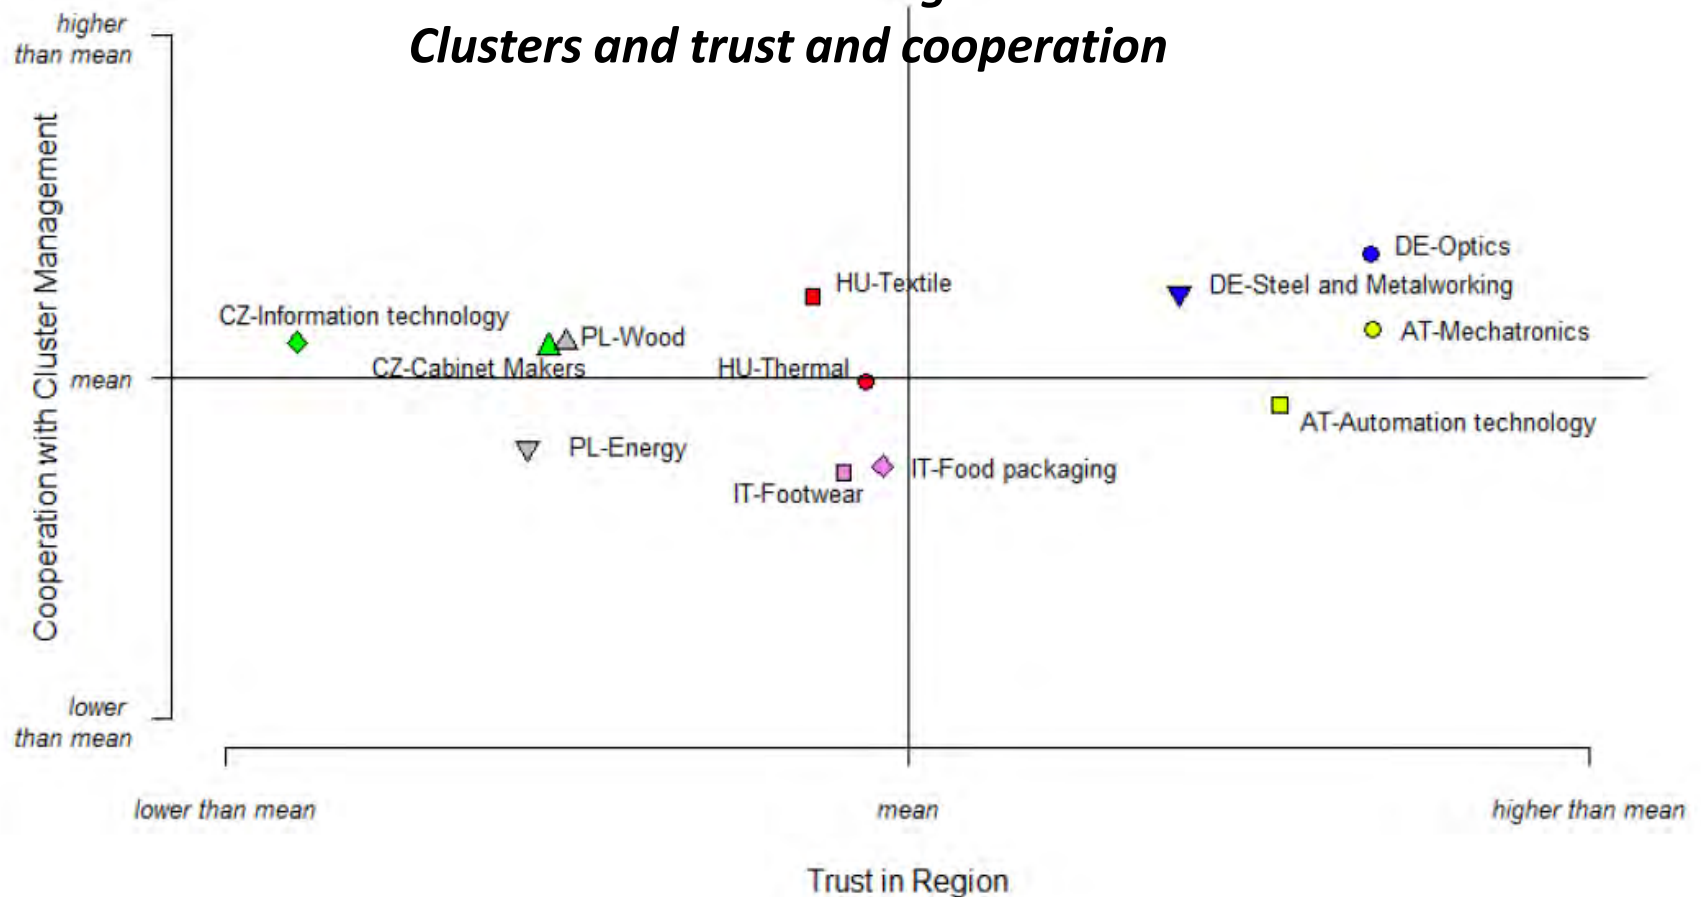 Clusters and trust and cooperation
higher
than mean
Cooperation with Cluster Management
DE-Optics
HU-Textile
DE-Steel and Metalworking
CZ-Information technology
AT-Mechatronics
PL-Wood
CZ-Cabinet Makers
HU-Thermal
mean
AT-Automation technology
PL-Energy
IT-Food packaging
IT-Footwear
lower
than mean
lower than mean
mean
higher than mean
Trust in Region